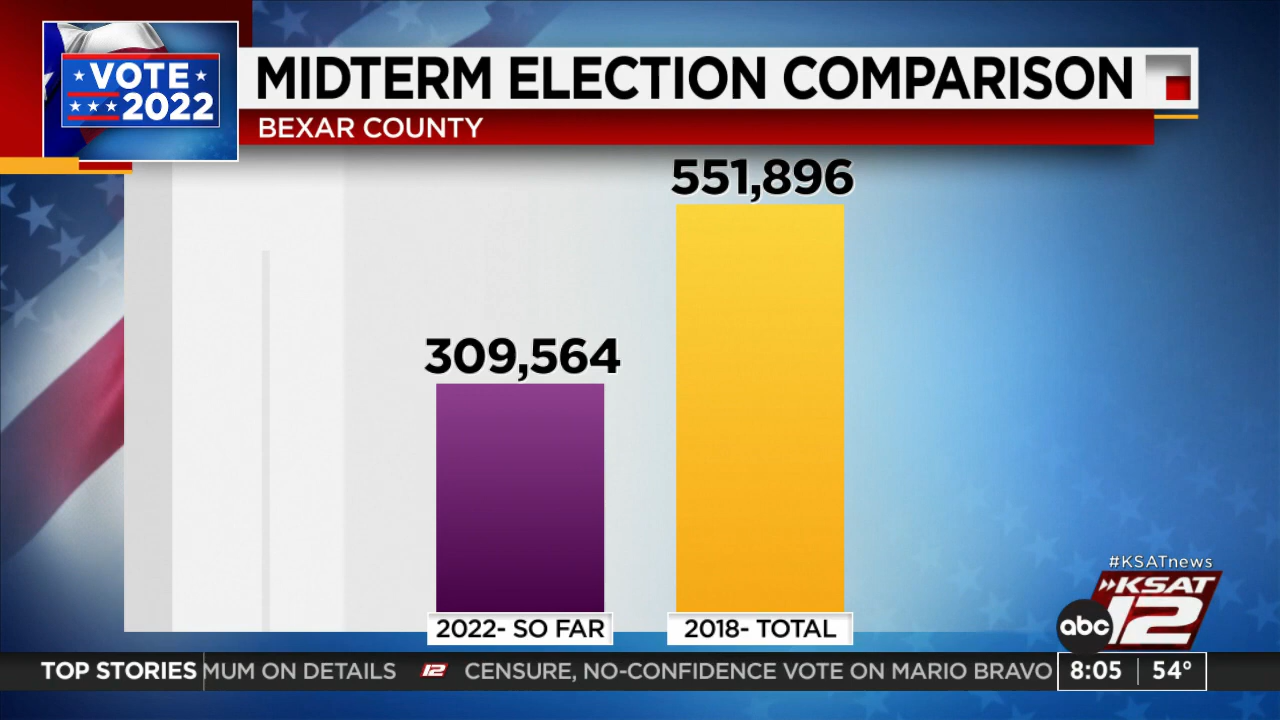 VOTE
2022
MIDTERM ELECTION COMPARISON
BEXAR COUNTY
551,896
309,564
2022- SO FAR
2018- TOTAL
#KSATnews
KSAT
abc 12
TOP STORIES MUM ON DETAILS 12 CENSURE, NO-CONFIDENCE VOTE ON MARIO BRAVO 8:05 54°